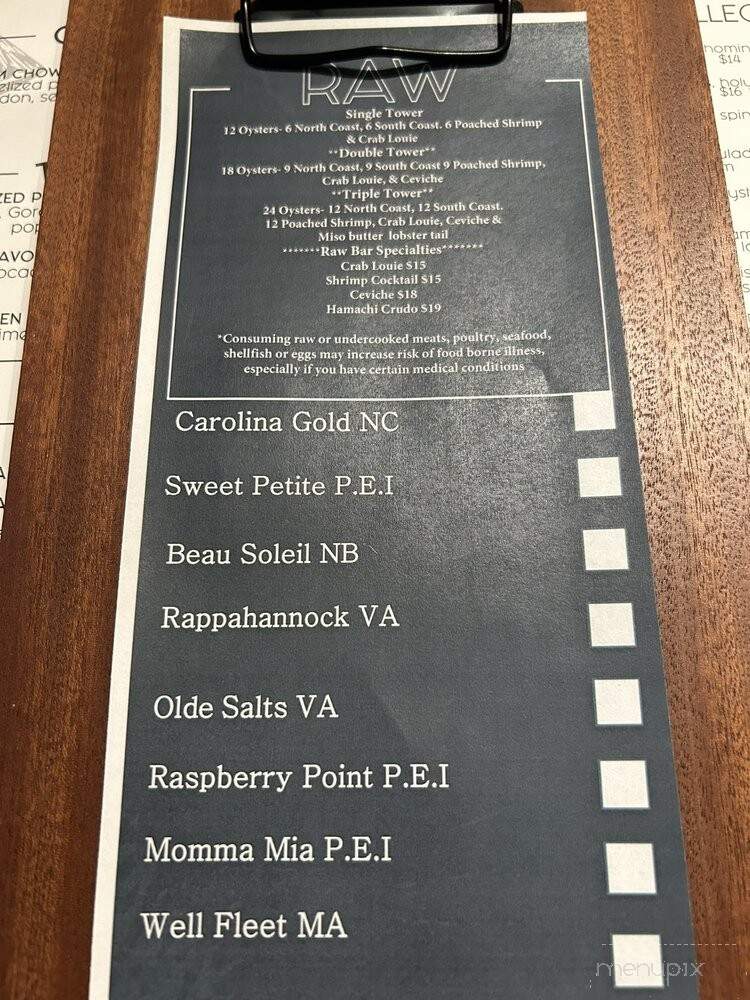 RAW
Single Tower
12 Oysters- 6 North Coast, 6 South Coast. 6 Poached Shrimp
& Crab Louie
**Double Tower**
18 Oysters- 9 North Coast, 9 South Coast 9 Poached Shrimp,
Crab Louie, & Ceviche
**Triple Tower**
24 Oysters- 12 North Coast, 12 South Coast.
12 Poached Shrimp, Crab Louie, Ceviche &
Miso butter lobster tail
*******Raw Bar Specialties*******
Crab Louie $15
Shrimp Cocktail $15
Ceviche $18
Hamachi Crudo $19
*Consuming raw or undercooked meats, poultry, seafood,
shellfish or eggs may increase risk of food borne illness,
especially if you have certain medical conditions
Carolina Gold NC
Sweet Petite P.E.I
Beau Soleil NB
Rappahannock VA
Olde Salts VA
Raspberry Point P.E.I
Momma Mia P.E.I
Well Fleet MA
$14
$16
menupix